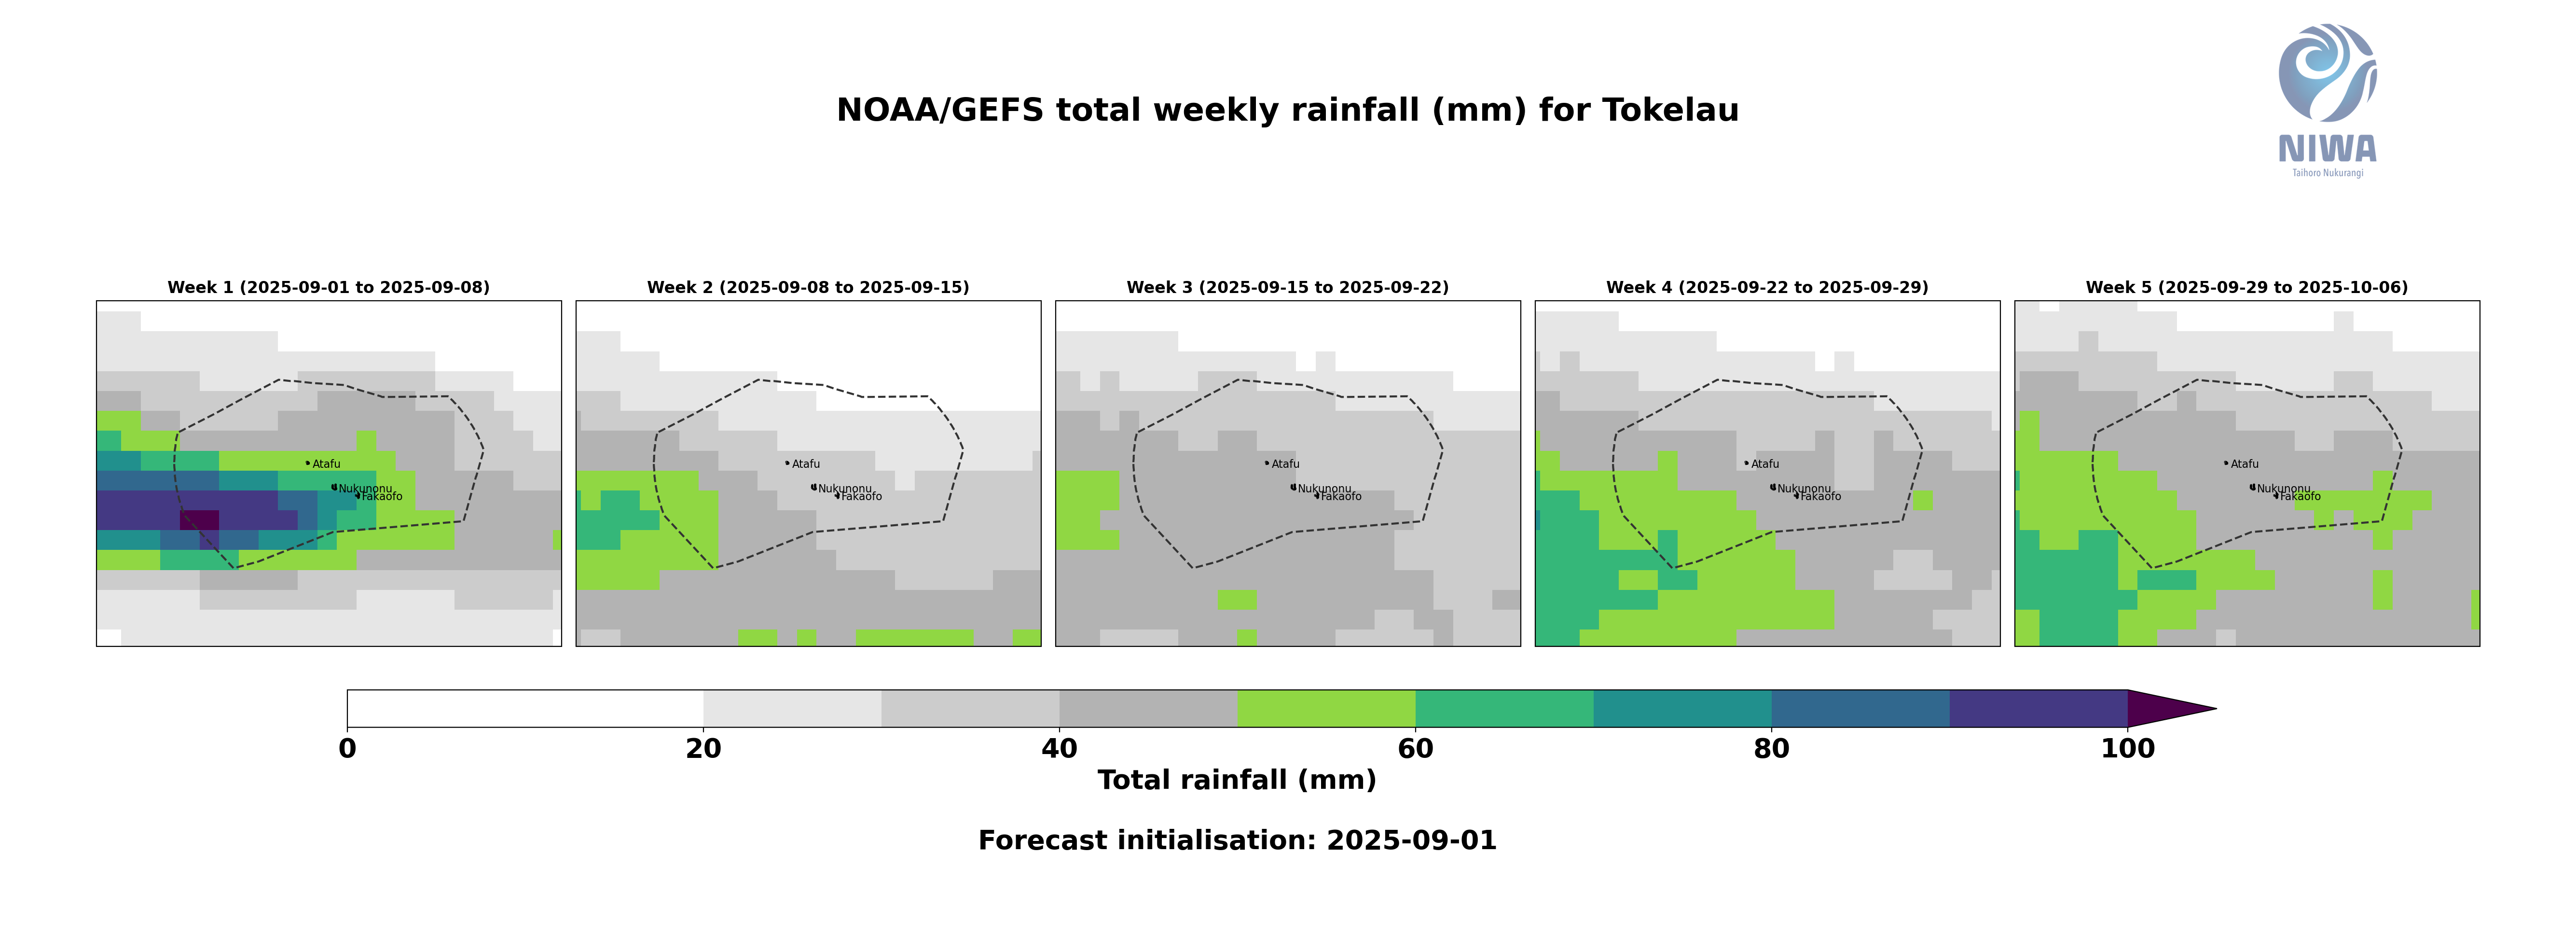 NOAA/GEFS total weekly rainfall (mm) for Tokelau
NIWA
Taihoro Nukurangi
Week 1 (2025-09-01 to 2025-09-08)
Week 2 (2025-09-08 to 2025-09-15)
Week 3 (2025-09-15 to 2025-09-22)
Week 4 (2025-09-22 to 2025-09-29)
Week 5 (2025-09-29 to 2025-10-06)
Atafu
Nukunonu
Fakaofo
Atafu
Nukunonu
Fakaofo
Atafu
Nukunonu
Fakaofo
Atafu
Nukunonu
Fakaofo
Atafu
Nukunonu
Fakaofo
0 20 40 60 80 100
Total rainfall (mm)
Forecast initialisation: 2025-09-01